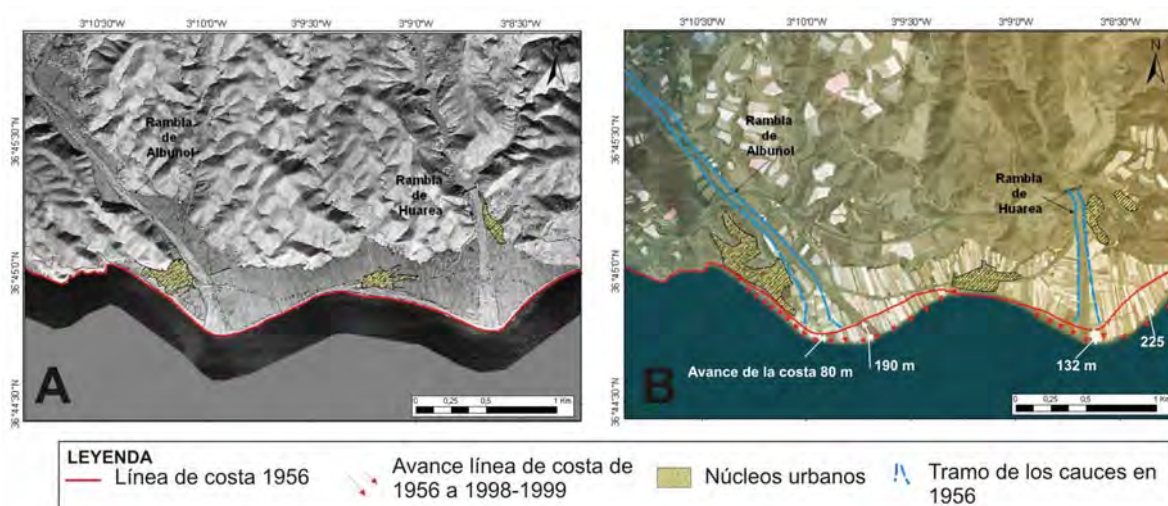 3°10'30"W 3°10'0"W 3°9'0"W 3°8'30"W
36°45'30"N
36°45'0"N
36°44'30"N
N
Rambla
de
Albuñol
Rambla
de
Huarea
A
0 0,25 0,5 1 Km
3°10'30"W 3°10'0"W 3°9'30"W 3°9'0"W 3°8'30"W
36°45'30"N
36°45'0"N
36°44'30"N
N
Rambla
de
Albuñol
Rambla
de
Huarea
Avance de la costa 80 m
190 m
132 m
225
B
0 0,25 0,5 1 Km
LEYENDA
Línea de costa 1956
Avance línea de costa de
1956 a 1998-1999
Núcleos urbanos
Tramo de los cauces en
1956